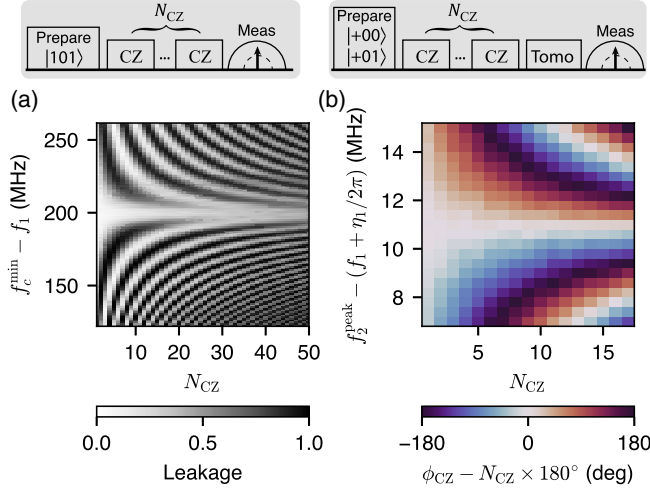 N_CZ
Prepare
|101⟩
CZ
...
CZ
Meas
N_CZ
Prepare
|+00⟩
|+01⟩
CZ
...
CZ
Tomo
Meas
(a)
(b)
f_c^min − f_1
(MHz)
250
200
150
10
20
30
40
50
N_CZ
0.0
0.5
1.0
Leakage
f_2^peak − (f_1 + η_1/2π) (MHz)
14
12
10
8
5
10
15
N_CZ
−180
0
180
ϕ_CZ − N_CZ × 180° (deg)